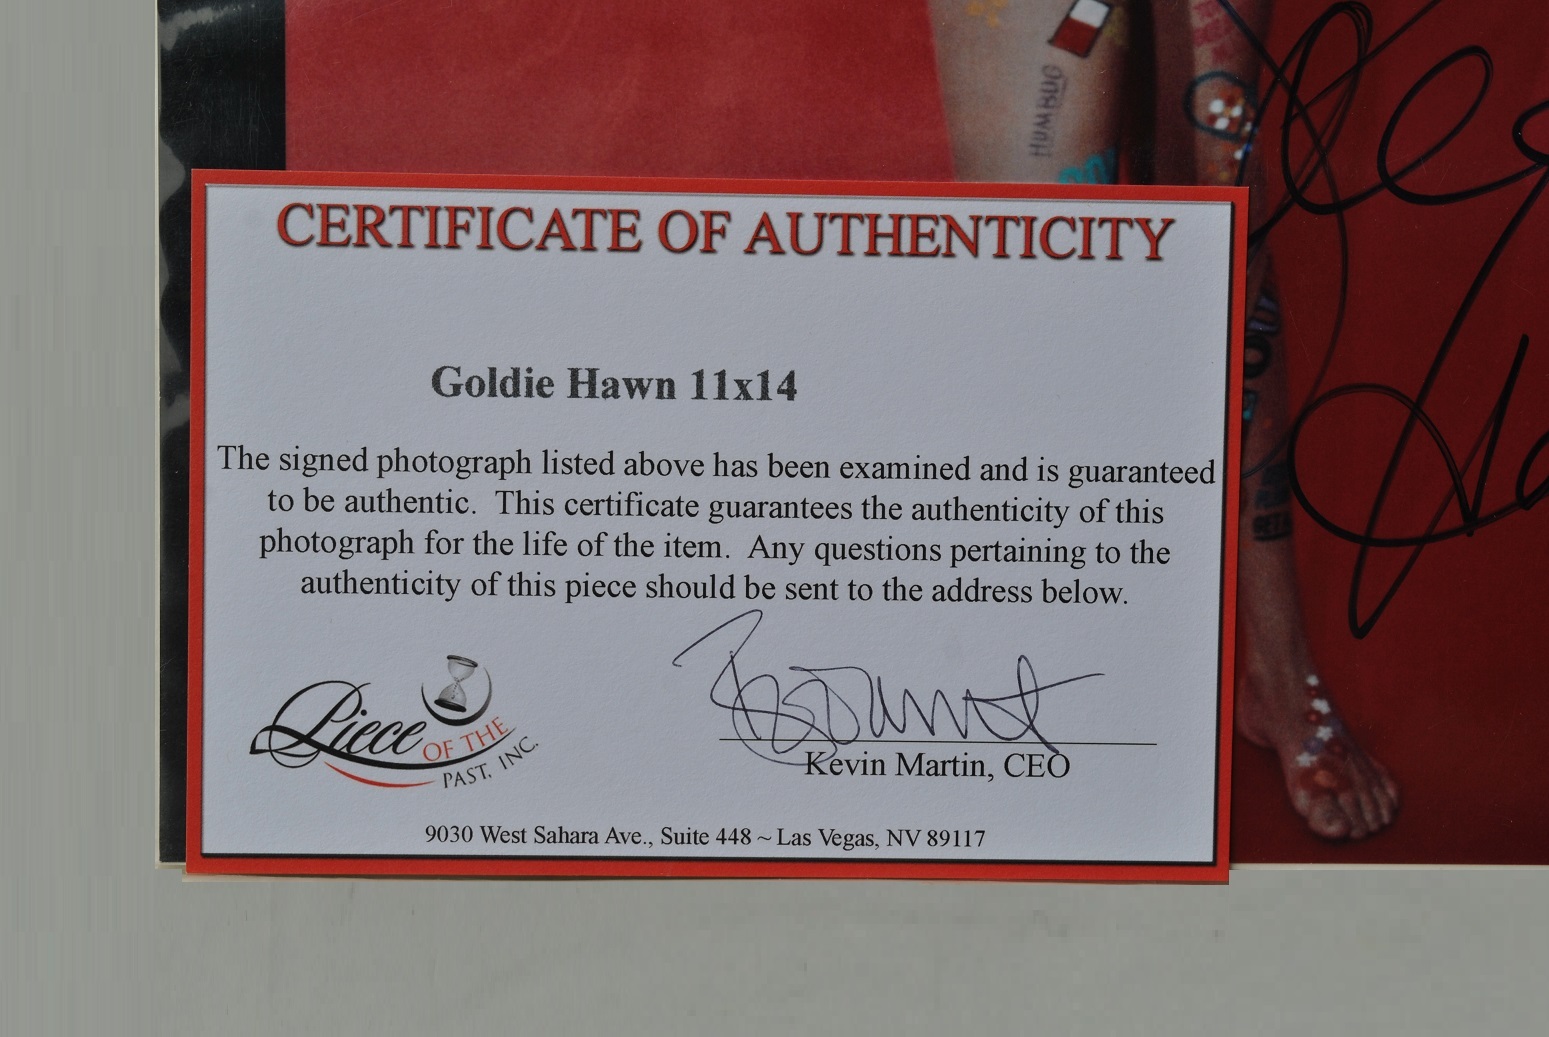 HUMBUG
CERTIFICATE OF AUTHENTICITY
Goldie Hawn 11x14
The signed photograph listed above has been examined and is guaranteed
to be authentic.  This certificate guarantees the authenticity of this
photograph for the life of the item.  Any questions pertaining to the
authenticity of this piece should be sent to the address below.
Piece
OF THE
PAST, INC.
Kevin Martin, CEO
9030 West Sahara Ave., Suite 448 ~ Las Vegas, NV 89117